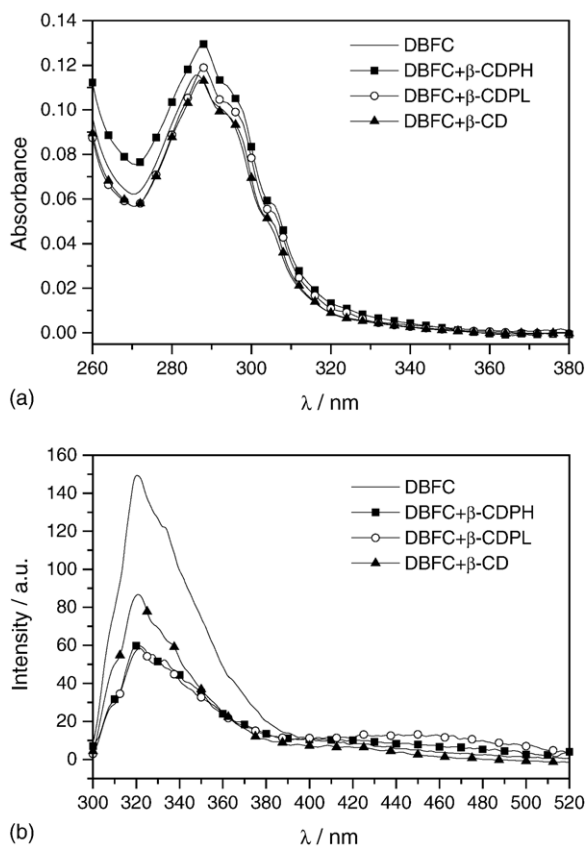 0.14
0.12
0.10
0.08
0.06
0.04
0.02
0.00
Absorbance
DBFC
DBFC+β-CDPH
DBFC+β-CDPL
DBFC+β-CD
260 280 300 320 340 360 380
(a)
λ / nm
160
140
120
100
80
60
40
20
0
Intensity / a.u.
DBFC
DBFC+β-CDPH
DBFC+β-CDPL
DBFC+β-CD
300 320 340 360 380 400 420 440 460 480 500 520
(b)
λ / nm